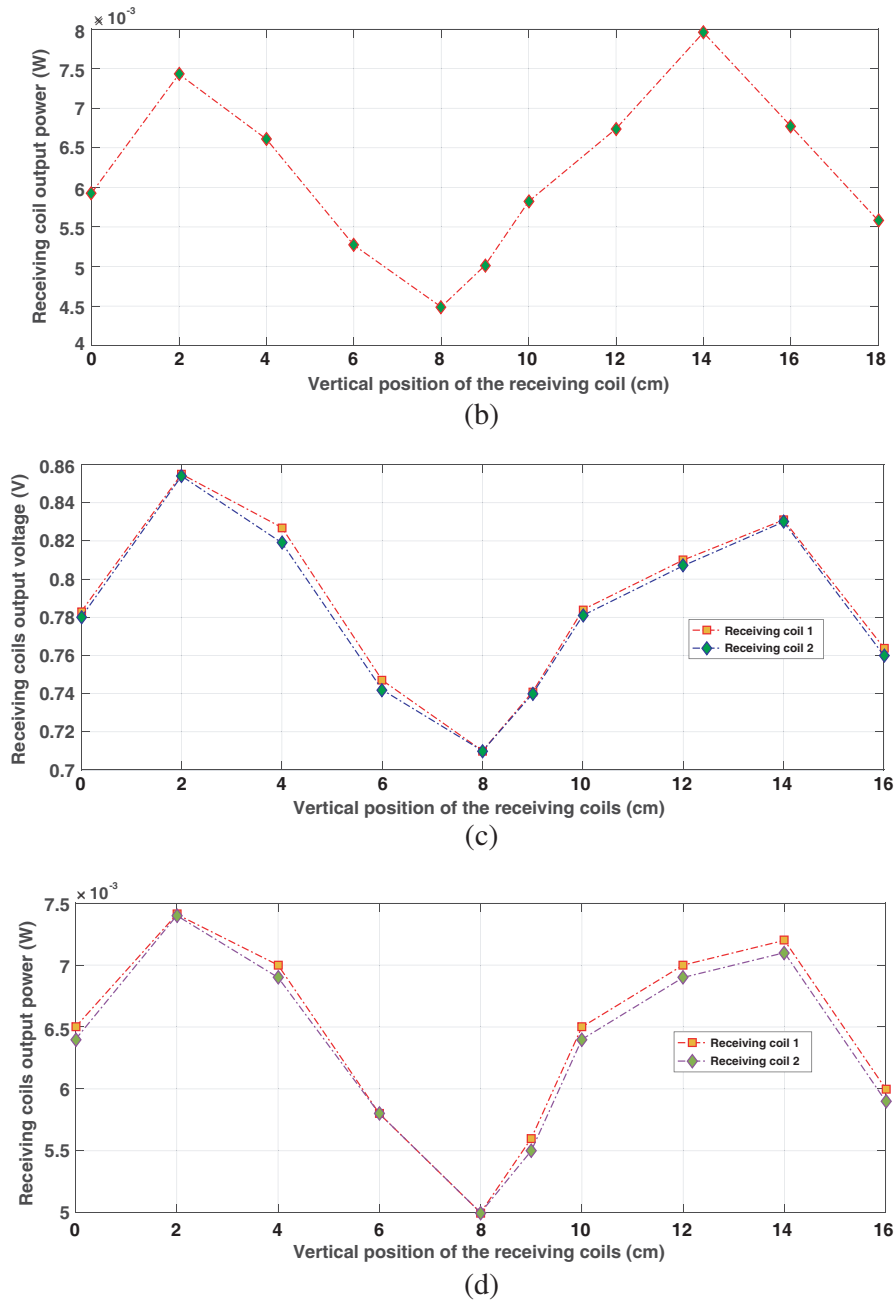 × 10-3
8
7.5
7
6.5
6
5.5
5
4.5
4
Receiving coil output power (W)
0 2 4 6 8 10 12 14 16 18
Vertical position of the receiving coil (cm)
(b)
0.86
0.84
0.82
0.8
0.78
0.76
0.74
0.72
0.7
Receiving coils output voltage (V)
Receiving coil 1
Receiving coil 2
0 2 4 6 8 10 12 14 16
Vertical position of the receiving coils (cm)
(c)
× 10-3
7.5
7
6.5
6
5.5
5
Receiving coils output power (W)
Receiving coil 1
Receiving coil 2
0 2 4 6 8 10 12 14 16
Vertical position of the receiving coils (cm)
(d)